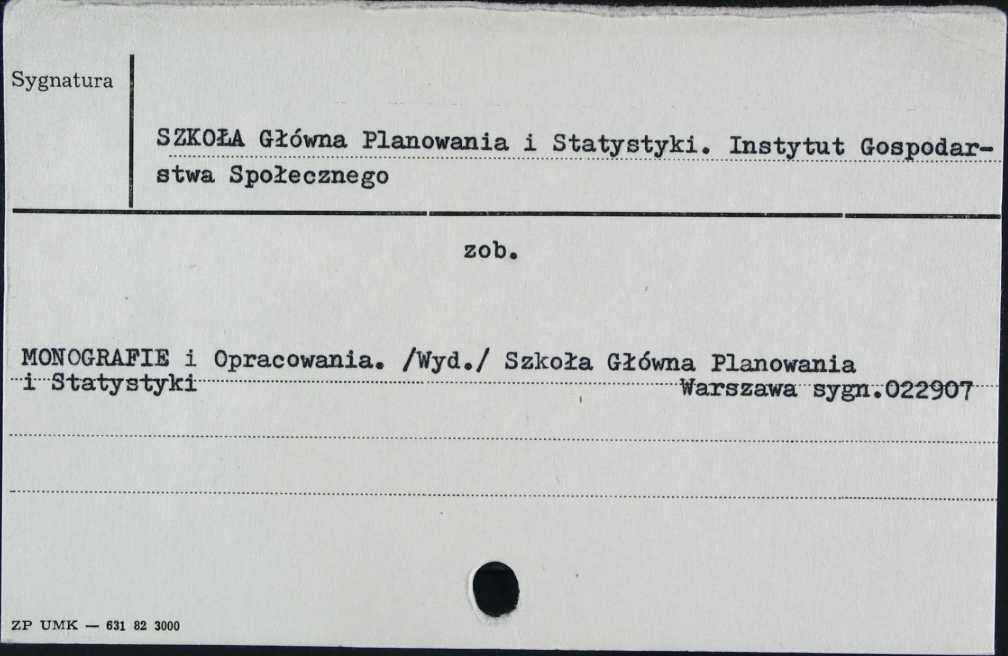 Sygnatura
SZKOŁA Główna Planowania i Statystyki. Instytut Gospodar-
stwa Społecznego
zob.
MONOGRAFIE i Opracowania. /Wyd./ Szkoła Główna Planowania
i Statystyki Warszawa sygn.022907
ZP UMK — 631 82 3000